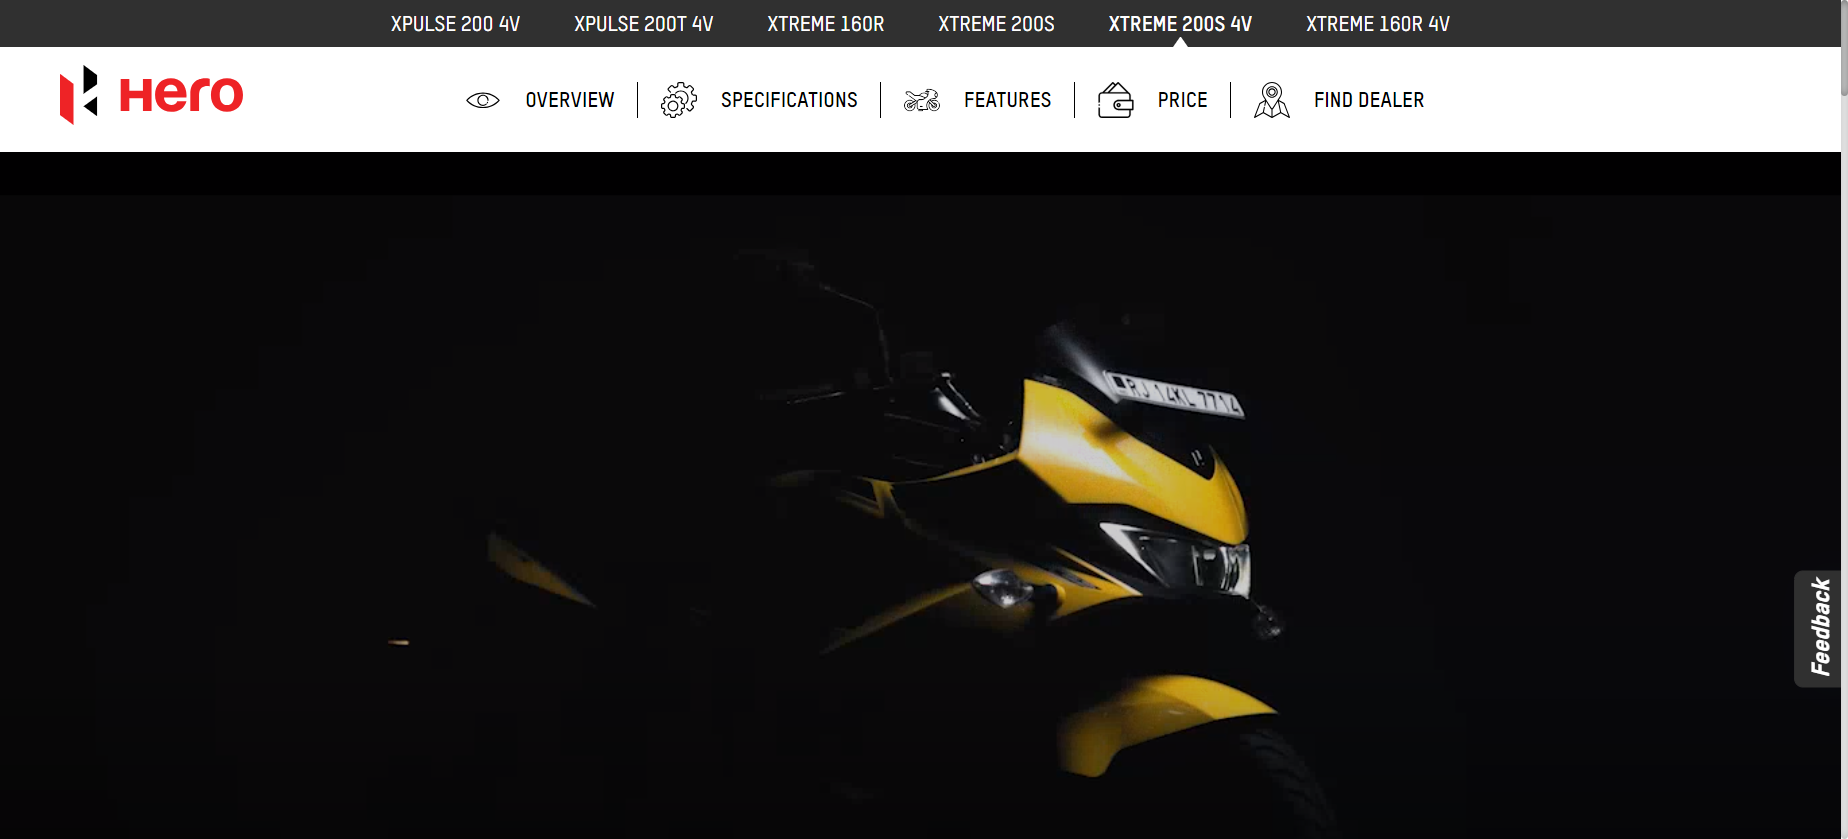 XPULSE 200 4V XPULSE 200T 4V XTREME 160R XTREME 200S XTREME 200S 4V XTREME 160R 4V
Hero
OVERVIEW SPECIFICATIONS FEATURES PRICE FIND DEALER
RJ 14KL 7714
Feedback